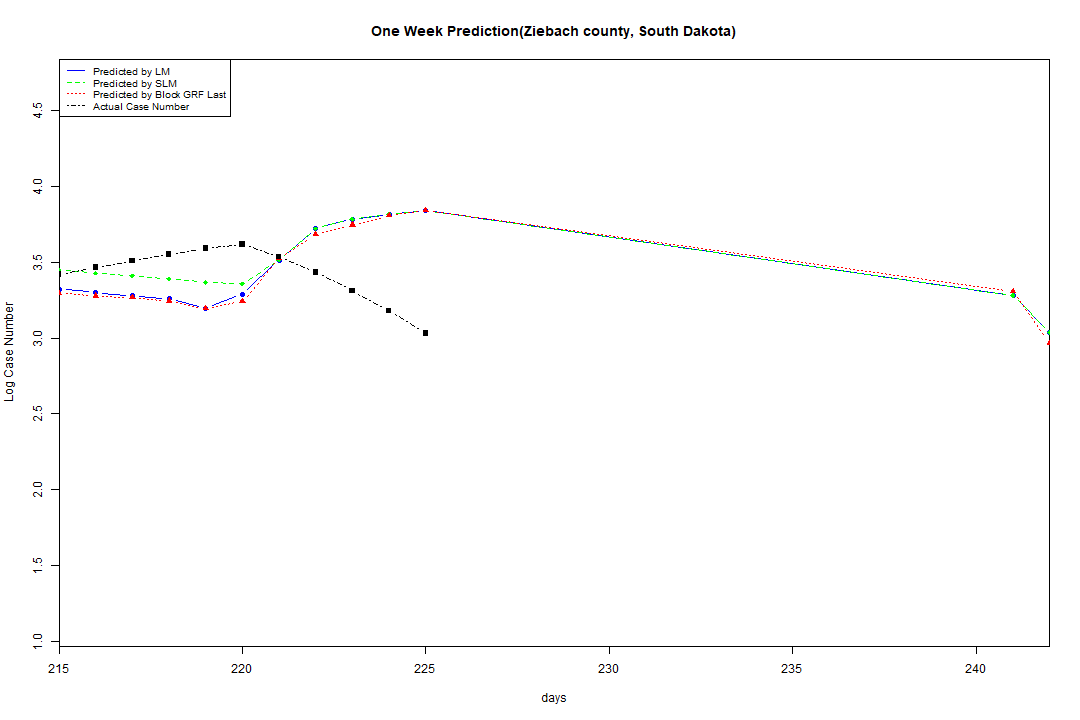 One Week Prediction(Ziebach county, South Dakota)
Predicted by LM
Predicted by SLM
Predicted by Block GRF Last
Actual Case Number
4.5
4.0
3.5
3.0
2.5
2.0
1.5
1.0
Log Case Number
215
220
225
230
235
240
days